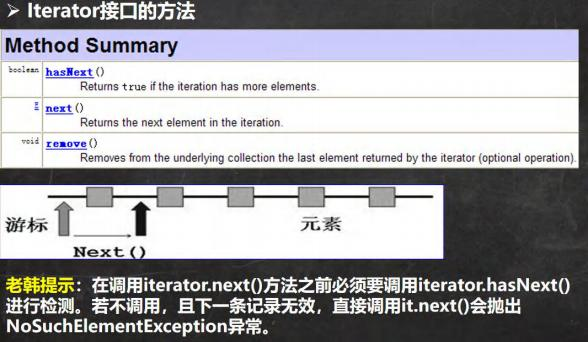 ➢ Iterator接口的方法
Method Summary
boolean hasNext()
Returns true if the iteration has more elements.
E next()
Returns the next element in the iteration.
void remove()
Removes from the underlying collection the last element returned by the iterator (optional operation).
游标 元素
Next()
老韩提示：在调用iterator.next()方法之前必须要调用iterator.hasNext()
进行检测。若不调用，且下一条记录无效，直接调用it.next()会抛出
NoSuchElementException异常。